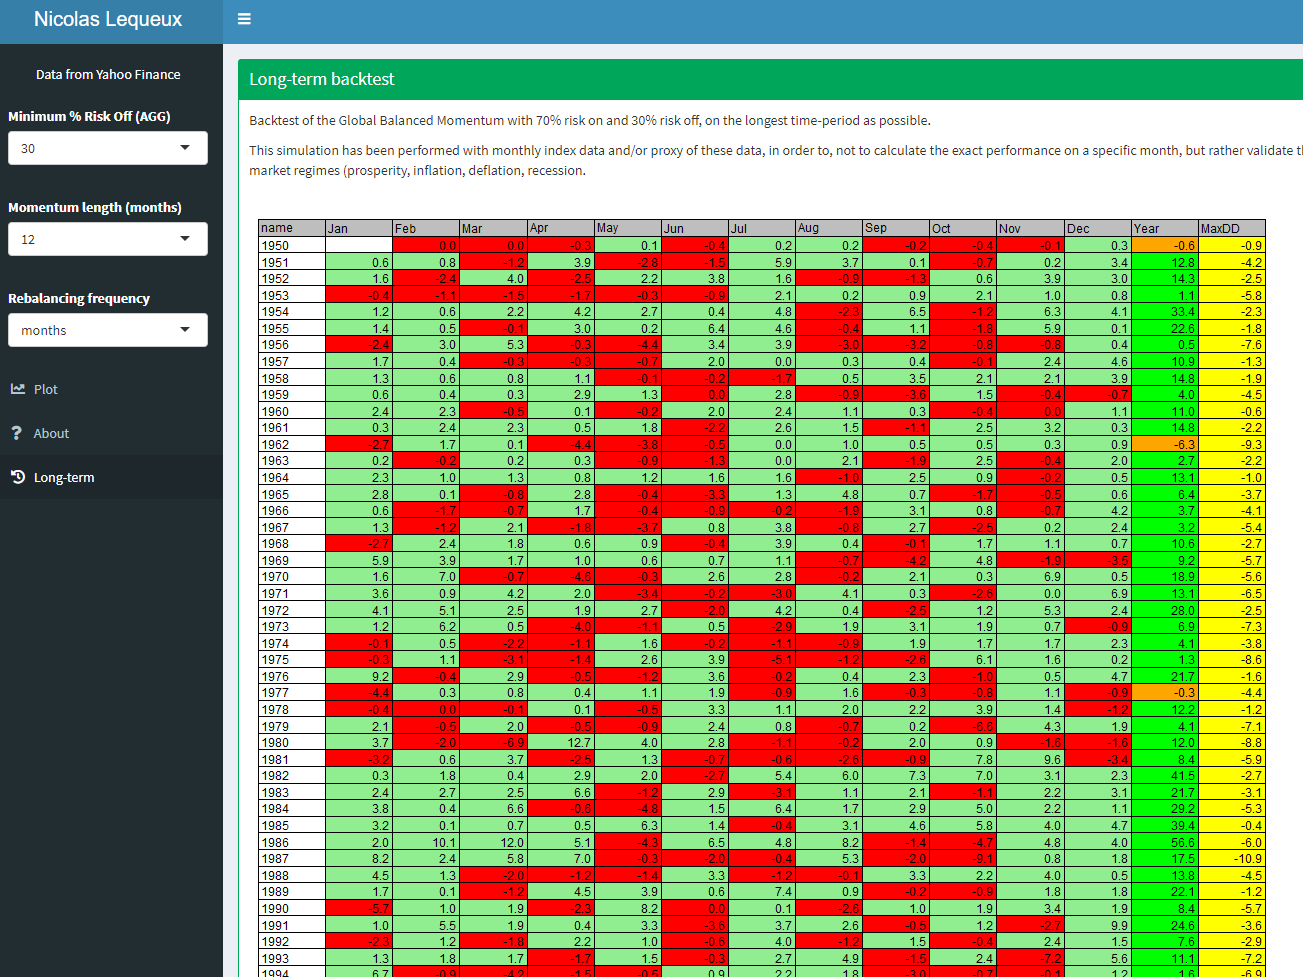 Nicolas Lequeux
Data from Yahoo Finance
Minimum % Risk Off (AGG)
30
Momentum length (months)
12
Rebalancing frequency
months
Plot
About
Long-term
Long-term backtest
Backtest of the Global Balanced Momentum with 70% risk on and 30% risk off, on the longest time-period as possible.
This simulation has been performed with monthly index data and/or proxy of these data, in order to, not to calculate the exact performance on a specific month, but rather validate
market regimes (prosperity, inflation, deflation, recession.
name Jan Feb Mar Apr May Jun Jul Aug Sep Oct Nov Dec Year MaxDD
1950 0.0 0.0 -0.3 0.1 -0.4 0.2 0.2 -0.2 -0.4 -0.1 0.3 -0.6 -0.9
1951 0.6 0.8 -1.2 3.9 -2.8 -1.5 5.9 3.7 0.1 -0.7 0.2 3.4 12.8 -4.2
1952 1.6 -2.4 4.0 -2.5 2.2 3.8 1.6 -0.9 -1.3 0.6 3.9 3.0 14.3 -2.5
1953 -0.4 -1.1 -1.5 -1.7 -0.3 -0.9 2.1 0.2 0.9 2.1 1.0 0.8 1.1 -5.8
1954 1.2 0.6 2.2 4.2 2.7 0.4 4.8 -2.3 6.5 -1.2 6.3 4.1 33.4 -2.3
1955 1.4 0.5 -0.1 3.0 0.2 6.4 4.6 -0.4 1.1 -1.8 5.9 0.1 22.6 -1.8
1956 -2.4 3.0 5.3 -0.3 -4.4 3.4 3.9 -3.0 -3.2 -0.8 -0.8 0.4 0.5 -7.6
1957 1.7 0.4 -0.3 -0.3 -0.7 2.0 0.0 0.3 0.4 -0.1 2.4 4.6 10.9 -1.3
1958 1.3 0.6 0.8 1.1 -0.1 -0.2 -1.7 0.5 3.5 2.1 2.1 3.9 14.8 -1.9
1959 0.6 0.4 0.3 2.9 1.3 0.0 2.8 -0.9 -3.6 1.5 -0.4 -0.7 4.0 -4.5
1960 2.4 2.3 -0.5 0.1 -0.2 2.0 2.4 1.1 0.3 -0.4 0.0 1.1 11.0 -0.6
1961 0.3 2.4 2.3 0.5 1.8 -2.2 2.6 1.5 -1.1 2.5 3.2 0.3 14.8 -2.2
1962 -2.7 1.7 0.1 -4.4 -3.8 -0.5 0.0 1.0 0.5 0.5 0.3 0.9 -6.3 -9.3
1963 0.2 -0.2 0.2 0.3 -0.9 -1.3 0.0 2.1 -1.9 2.5 -0.4 2.0 2.7 -2.2
1964 2.3 1.0 1.3 0.8 1.2 1.6 1.6 -1.0 2.5 0.9 -0.2 0.5 13.1 -1.0
1965 2.8 0.1 -0.8 2.8 -0.4 -3.3 1.3 4.8 0.7 -1.7 -0.5 0.6 6.4 -3.7
1966 0.6 -1.7 -0.7 1.7 -0.4 -0.9 -0.2 -1.9 3.1 0.8 -0.7 4.2 3.7 -4.1
1967 1.3 -1.2 2.1 -1.8 -3.7 0.8 3.8 -0.8 2.7 -2.5 0.2 2.4 3.2 -5.4
1968 -2.7 2.4 1.8 0.6 0.9 -0.4 3.9 0.4 -0.1 1.7 1.1 0.7 10.6 -2.7
1969 5.9 3.9 1.7 1.0 0.6 0.7 1.1 -0.7 -4.2 4.8 -1.9 -3.5 9.2 -5.7
1970 1.6 7.0 -0.7 -4.6 -0.3 2.6 2.8 -0.2 2.1 0.3 6.9 0.5 18.9 -5.6
1971 3.6 0.9 4.2 2.0 -3.4 -0.2 -3.0 4.1 0.3 -2.6 0.0 6.9 13.1 -6.5
1972 4.1 5.1 2.5 1.9 2.7 -2.0 4.2 0.4 -2.5 1.2 5.3 2.4 28.0 -2.5
1973 1.2 6.2 0.5 -4.0 -1.1 0.5 -2.9 1.9 3.1 1.9 0.7 -0.9 6.9 -7.3
1974 -0.1 0.5 -2.2 -1.1 1.6 -0.2 -1.1 -0.9 1.9 1.7 1.7 2.3 4.1 -3.8
1975 -0.3 1.1 -3.1 -1.4 2.6 3.9 -5.1 -1.2 -2.6 6.1 1.6 0.2 1.3 -8.6
1976 9.2 -0.4 2.9 -0.5 -1.2 3.6 -0.2 0.4 2.3 -1.0 0.5 4.7 21.7 -1.6
1977 -4.4 0.3 0.8 0.4 1.1 1.9 -0.9 1.6 -0.3 -0.8 1.1 -0.9 -0.3 -4.4
1978 -0.4 0.0 -0.1 0.1 -0.5 3.3 1.1 2.0 2.2 3.9 1.4 -1.2 12.2 -1.2
1979 2.1 -0.5 2.0 -0.5 -0.9 2.4 0.8 -0.7 0.2 -6.6 4.3 1.9 4.1 -7.1
1980 3.7 -2.0 -6.9 12.7 4.0 2.8 -1.1 -0.2 2.0 0.9 -1.6 -1.6 12.0 -8.8
1981 -3.2 0.6 3.7 -2.5 1.3 -0.7 -0.6 -2.6 -0.9 7.8 9.6 -3.4 8.4 -5.9
1982 0.3 1.8 0.4 2.9 2.0 -2.7 5.4 6.0 7.3 7.0 3.1 2.3 41.5 -2.7
1983 2.4 2.7 2.5 6.6 -1.2 2.9 -3.1 1.1 2.1 -1.1 2.2 3.1 21.7 -3.1
1984 3.8 0.4 6.6 -0.6 -4.8 1.5 6.4 1.7 2.9 5.0 2.2 1.1 29.2 -5.3
1985 3.2 0.1 0.7 0.5 6.3 1.4 -0.4 3.1 4.6 5.8 4.0 4.7 39.4 -0.4
1986 2.0 10.1 12.0 5.1 -4.3 6.5 4.8 8.2 -1.4 -4.7 4.8 4.0 56.6 -6.0
1987 8.2 2.4 5.8 7.0 -0.3 -2.0 -0.4 5.3 -2.0 -9.1 0.8 1.8 17.5 -10.9
1988 4.5 1.3 -2.0 -1.2 -1.4 3.3 -1.2 -0.1 3.3 2.2 4.0 0.5 13.8 -4.5
1989 1.7 0.1 -1.2 4.5 3.9 0.6 7.4 0.9 -0.2 -0.9 1.8 1.8 22.1 -1.2
1990 -5.7 1.0 1.9 -2.3 8.2 0.0 0.1 -2.6 1.0 1.9 3.4 1.9 8.4 -5.7
1991 1.0 5.5 1.9 0.4 3.3 -3.6 3.7 2.6 -0.5 1.2 -2.7 9.9 24.6 -3.6
1992 -2.3 1.2 -1.8 2.2 1.0 -0.6 4.0 -1.2 1.5 -0.4 2.4 1.5 7.6 -2.9
1993 1.3 1.8 1.7 -1.7 1.5 -0.3 2.7 4.9 -1.5 2.4 -7.2 5.6 11.1 -7.2
1994 6.7 -0.9 -4.2 -1.5 -0.5 0.9 2.2 1.8 -3.0 -0.7 -0.1 1.2 1.6 -6.9